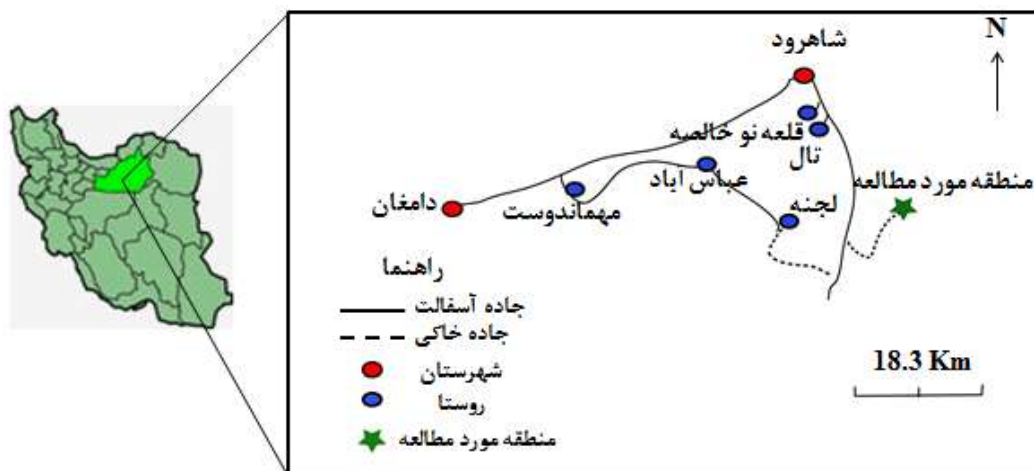 شاهرود
N
قلعه نو خالصه
تال
عباس آباد
منطقه مورد مطالعه
لجنه
مهماندوست
دامغان
راهنما
جاده آسفالت
جاده خاکی
شهرستان
روستا
منطقه مورد مطالعه
18.3 Km